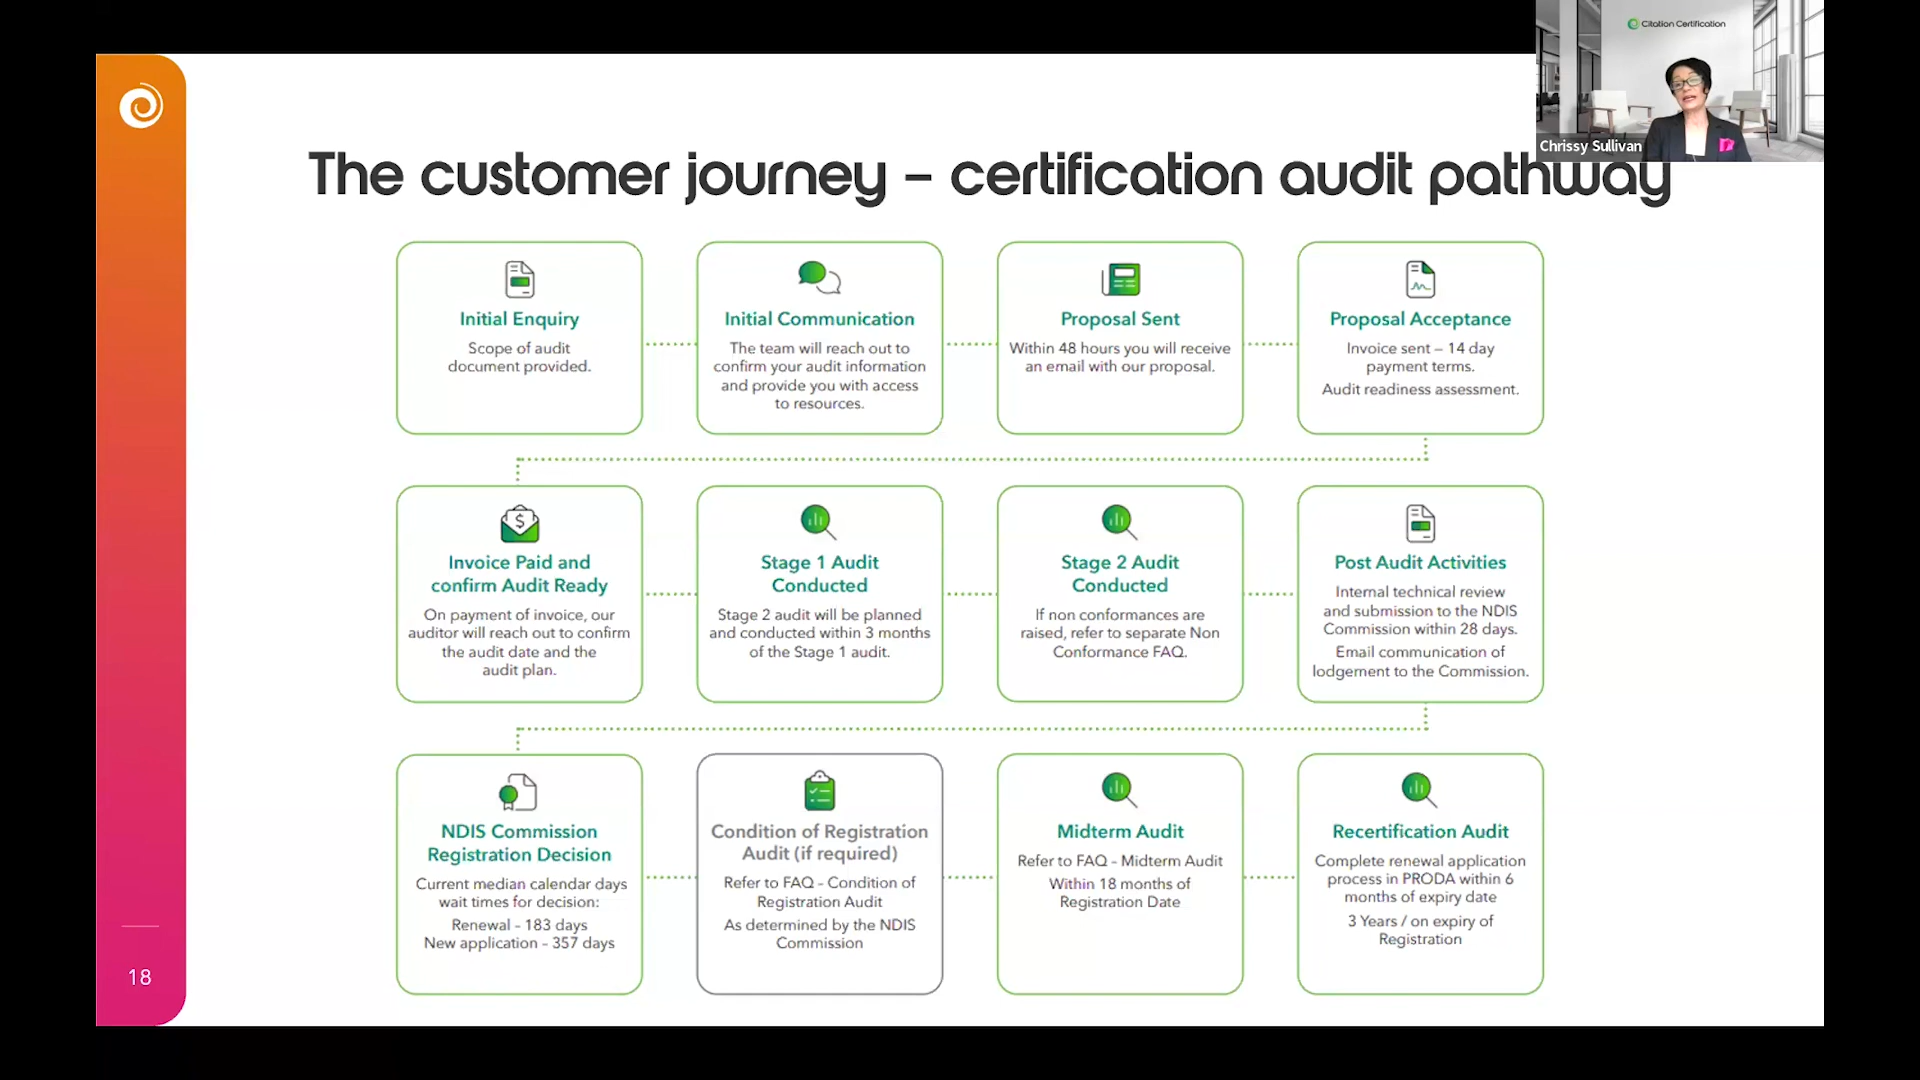 Citation Certification
Chrissy Sullivan
The customer journey – certification audit pathway
Initial Enquiry
Scope of audit
document provided.
Initial Communication
The team will reach out to
confirm your audit information
and provide you with access
to resources.
Proposal Sent
Within 48 hours you will receive
an email with our proposal.
Proposal Acceptance
Invoice sent – 14 day
payment terms.
Audit readiness assessment.
$
Invoice Paid and
confirm Audit Ready
On payment of invoice, our
auditor will reach out to confirm
the audit date and the
audit plan.
Stage 1 Audit
Conducted
Stage 2 audit will be planned
and conducted within 3 months
of the Stage 1 audit.
Stage 2 Audit
Conducted
If non conformances are
raised, refer to separate Non
Conformance FAQ.
Post Audit Activities
Internal technical review
and submission to the NDIS
Commission within 28 days.
Email communication of
lodgement to the Commission.
NDIS Commission
Registration Decision
Current median calendar days
wait times for decision:
Renewal - 183 days
New application - 357 days
Condition of Registration
Audit (if required)
Refer to FAQ - Condition of
Registration Audit
As determined by the NDIS
Commission
Midterm Audit
Refer to FAQ - Midterm Audit
Within 18 months of
Registration Date
Recertification Audit
Complete renewal application
process in PRODA within 6
months of expiry date
3 Years / on expiry of
Registration
18